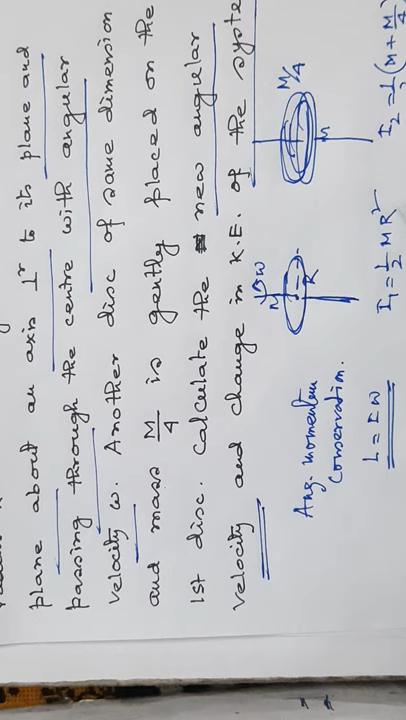 plane about an axis ⊥r to its plane and
passing through the centre with angular
velocity ω. Another disc of same dimension
and mass M/4 is gently placed on the
1st disc. Calculate the new angular
velocity and change in K.E. of the syste
M ω
R
M/4
M
Ang. momentum
Conservation.
L = I ω
I₁ = 1/2 MR²
I₂ = 1/2 (M + M/4